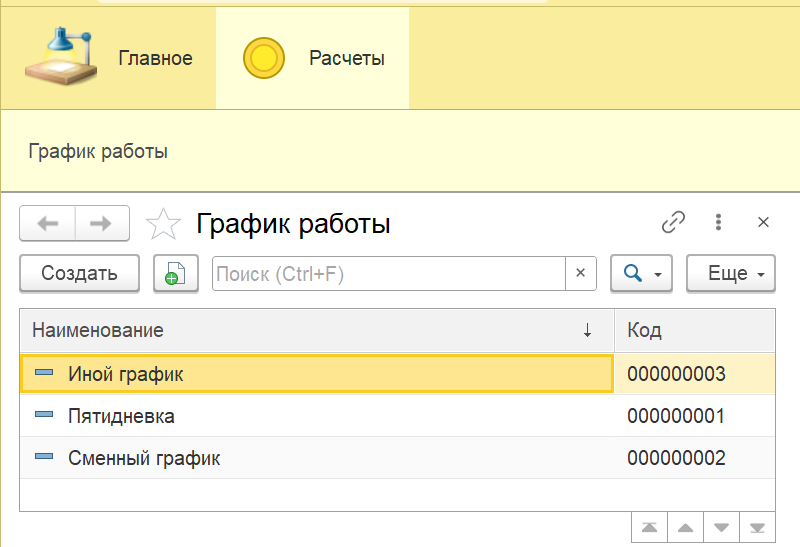 Главное
Расчеты
График работы
График работы
Создать
Поиск (Ctrl+F)
Еще
Наименование Код
Иной график 000000003
Пятидневка 000000001
Сменный график 000000002